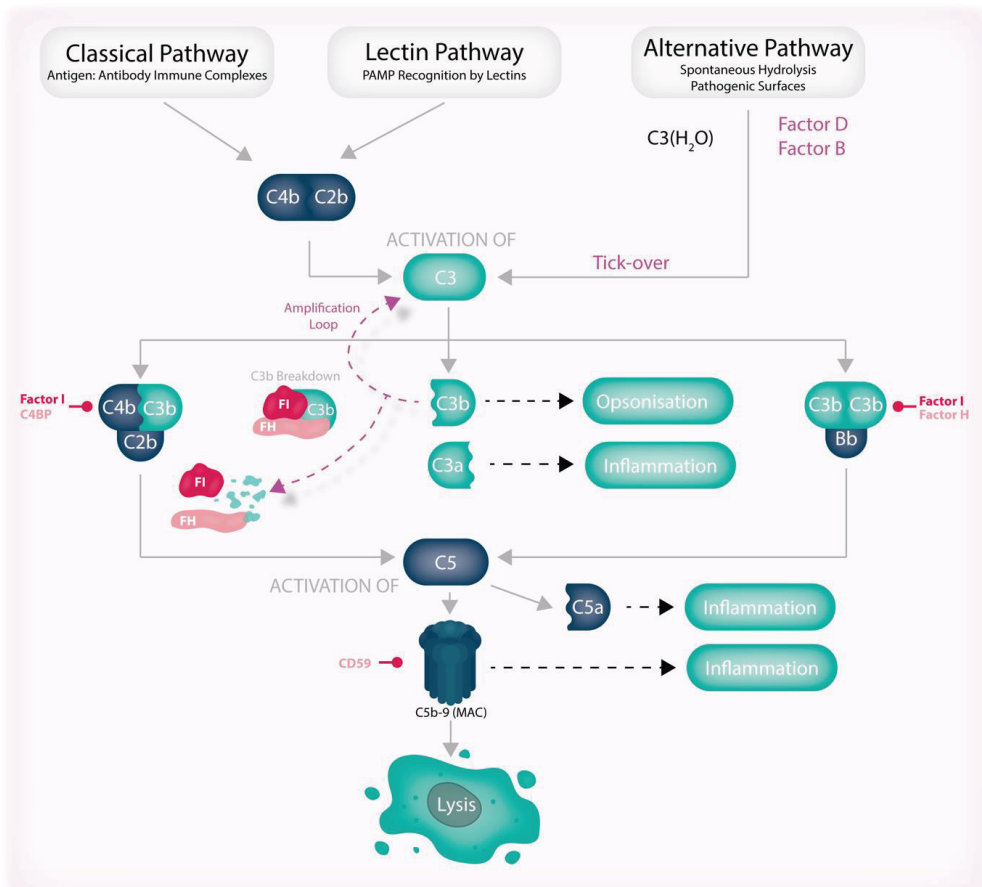 Classical Pathway
Antigen: Antibody Immune Complexes
Lectin Pathway
PAMP Recognition by Lectins
Alternative Pathway
Spontaneous Hydrolysis
Pathogenic Surfaces
C3(H₂O)
Factor D
Factor B
C4b C2b
ACTIVATION OF
C3
Tick-over
Amplification
Loop
C3b Breakdown
FI
C3b
FH
Factor I
C4BP
C4b C3b
C2b
C3b
Opsonisation
C3b C3b
Bb
Factor I
Factor H
C3a
Inflammation
FI
FH
C5
ACTIVATION OF
C5a
Inflammation
CD59
Inflammation
C5b-9 (MAC)
Lysis